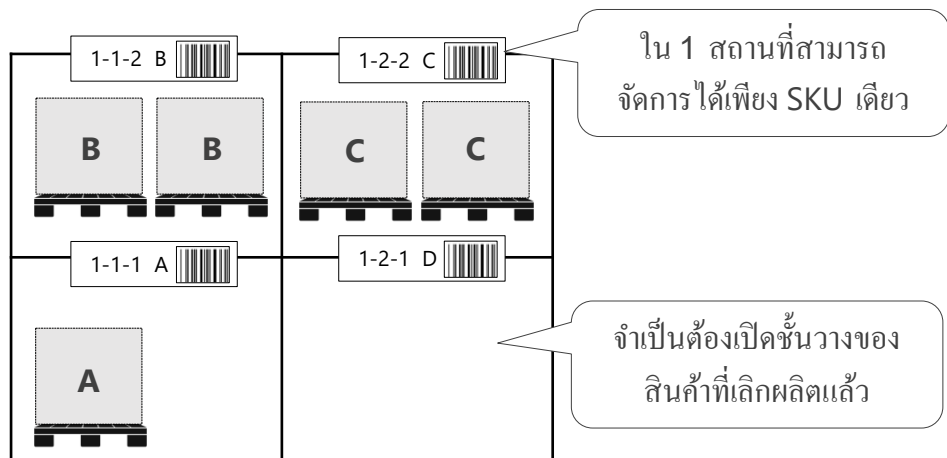 1-1-2 B
1-2-2 C
ใน 1 สถานที่สามารถ
จัดการได้เพียง SKU เดียว
B
B
C
C
1-1-1 A
1-2-1 D
จำเป็นต้องเปิดชั้นวางของ
สินค้าที่เลิกผลิตแล้ว
A